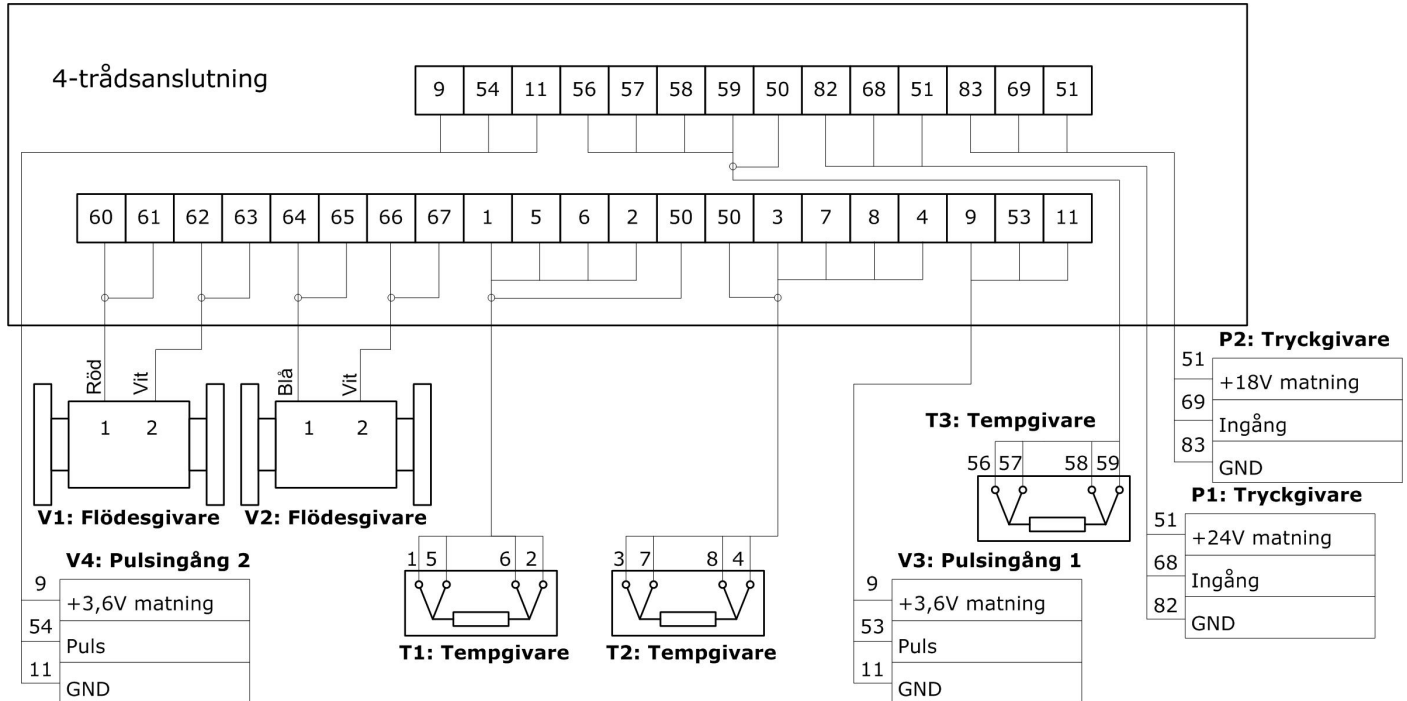 4-trådsanslutning
9 54 11 56 57 58 59 50 82 68 51 83 69 51
60 61 62 63 64 65 66 67 1 5 6 2 50 50 3 7 8 4 9 53 11
Röd Vit Blå Vit
1 2
1 2
V1: Flödesgivare
V2: Flödesgivare
P2: Tryckgivare
51
+18V matning
69
Ingång
83
GND
T3: Tempgivare
56 57 58 59
P1: Tryckgivare
51
+24V matning
68
Ingång
82
GND
V4: Pulsingång 2
9
+3,6V matning
54
Puls
11
GND
1 5 6 2
T1: Tempgivare
3 7 8 4
T2: Tempgivare
V3: Pulsingång 1
9
+3,6V matning
53
Puls
11
GND